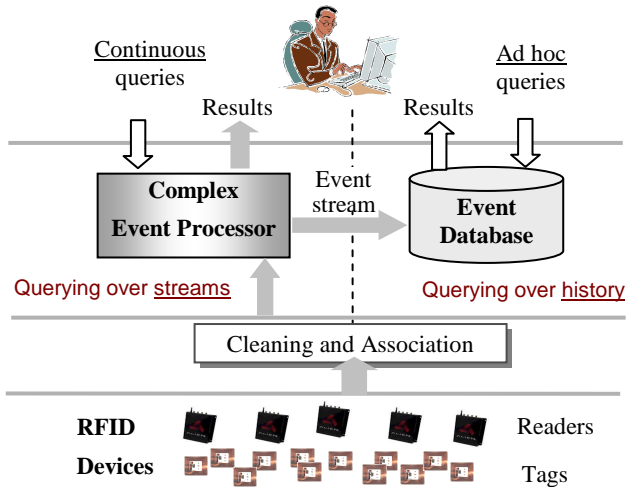 Continuous
queries
Ad hoc
queries
Results
Results
Complex
Event Processor
Event
stream
Event
Database
Querying over streams
Querying over history
Cleaning and Association
RFID
Devices
Readers
Tags